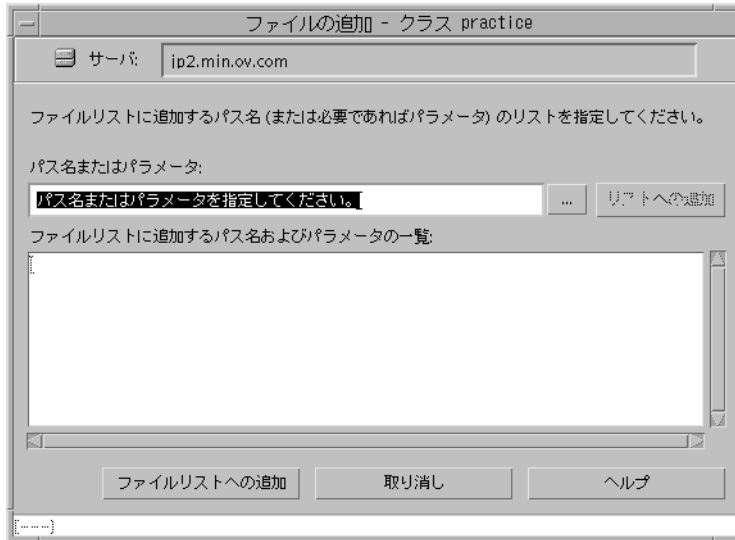 ファイルの追加 - クラス practice
サーバ: jp2.min.ov.com
ファイルリストに追加するパス名 (または必要であればパラメータ) のリストを指定してください。
パス名またはパラメータ:
パス名またはパラメータを指定してください。
... リストへの追加
ファイルリストに追加するパス名およびパラメータの一覧:
ファイルリストへの追加 取り消し ヘルプ
[---]